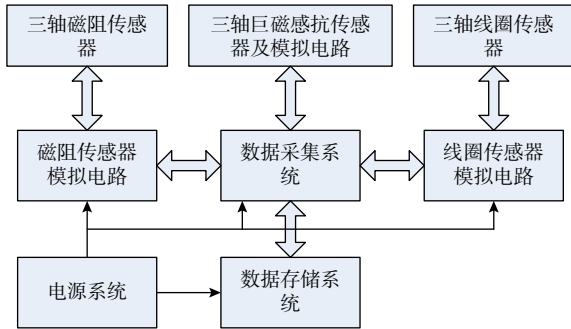 三轴磁阻传感
器
三轴巨磁感抗传
感器及模拟电路
三轴线圈传感
器
磁阻传感器
模拟电路
数据采集系
统
线圈传感器
模拟电路
电源系统
数据存储系
统